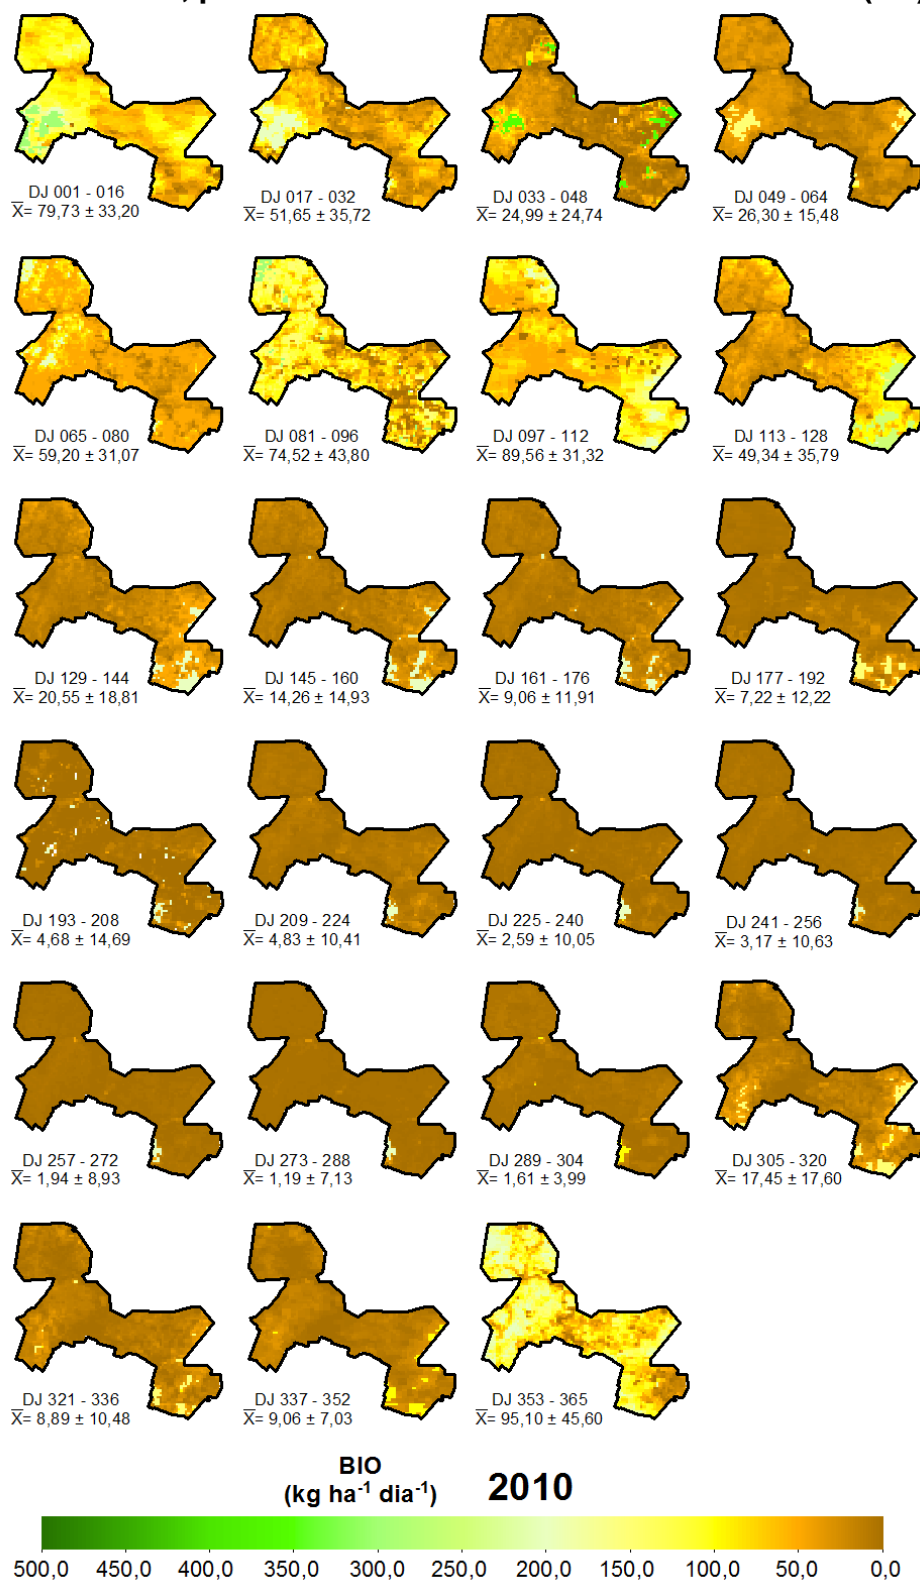 DJ 001 - 016
X̅= 79,73 ± 33,20
DJ 017 - 032
X̅= 51,65 ± 35,72
DJ 033 - 048
X̅= 24,99 ± 24,74
DJ 049 - 064
X̅= 26,30 ± 15,48
DJ 065 - 080
X̅= 59,20 ± 31,07
DJ 081 - 096
X̅= 74,52 ± 43,80
DJ 097 - 112
X̅= 89,56 ± 31,32
DJ 113 - 128
X̅= 49,34 ± 35,79
DJ 129 - 144
X̅= 20,55 ± 18,81
DJ 145 - 160
X̅= 14,26 ± 14,93
DJ 161 - 176
X̅= 9,06 ± 11,91
DJ 177 - 192
X̅= 7,22 ± 12,22
DJ 193 - 208
X̅= 4,68 ± 14,69
DJ 209 - 224
X̅= 4,83 ± 10,41
DJ 225 - 240
X̅= 2,59 ± 10,05
DJ 241 - 256
X̅= 3,17 ± 10,63
DJ 257 - 272
X̅= 1,94 ± 8,93
DJ 273 - 288
X̅= 1,19 ± 7,13
DJ 289 - 304
X̅= 1,61 ± 3,99
DJ 305 - 320
X̅= 17,45 ± 17,60
DJ 321 - 336
X̅= 8,89 ± 10,48
DJ 337 - 352
X̅= 9,06 ± 7,03
DJ 353 - 365
X̅= 95,10 ± 45,60
BIO
(kg ha⁻¹ dia⁻¹)
2010
500,0 450,0 400,0 350,0 300,0 250,0 200,0 150,0 100,0 50,0 0,0